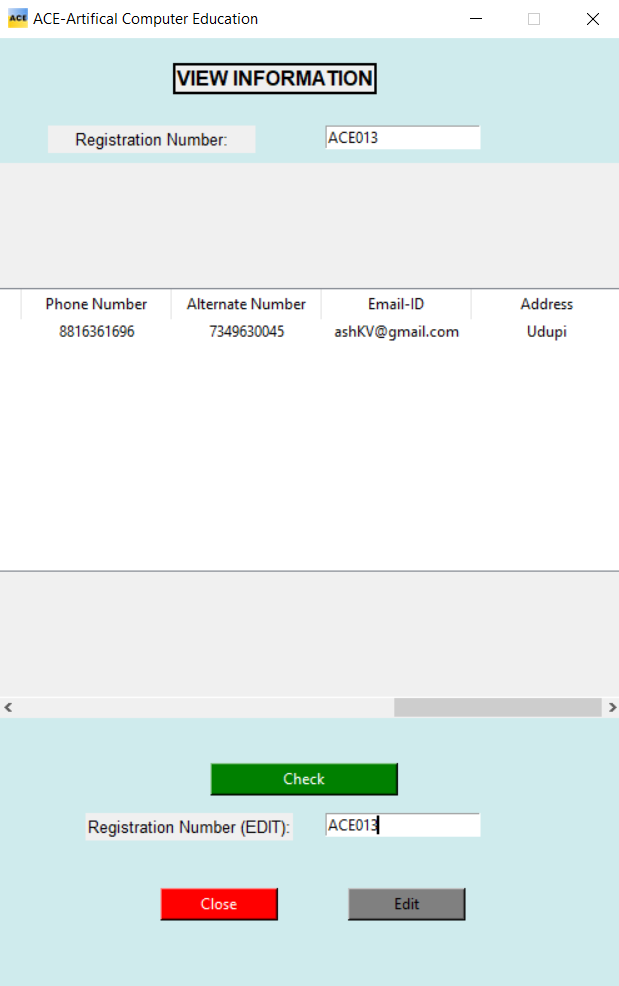 ACE ACE-Artifical Computer Education
VIEW INFORMATION
Registration Number: ACE013
Phone Number Alternate Number Email-ID Address
8816361696 7349630045 ashKV@gmail.com Udupi
Check
Registration Number (EDIT): ACE013
Close Edit